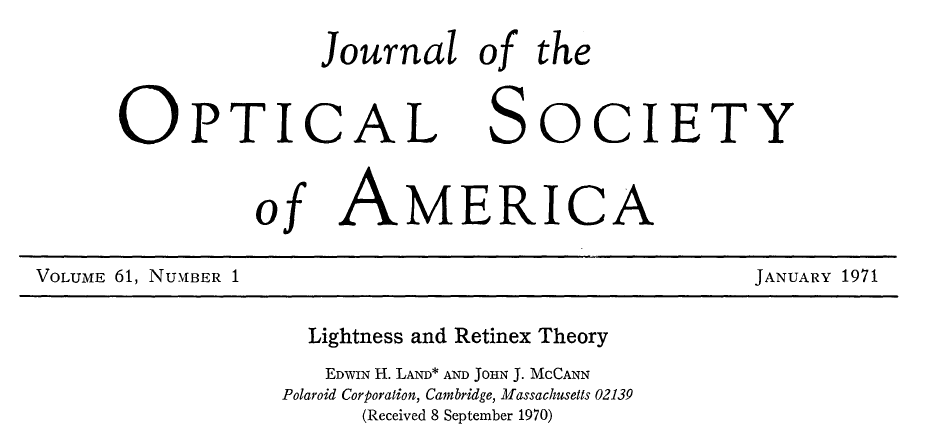 Journal of the
OPTICAL SOCIETY
of AMERICA
VOLUME 61, NUMBER 1 JANUARY 1971
Lightness and Retinex Theory
EDWIN H. LAND* AND JOHN J. MCCANN
Polaroid Corporation, Cambridge, Massachusetts 02139
(Received 8 September 1970)